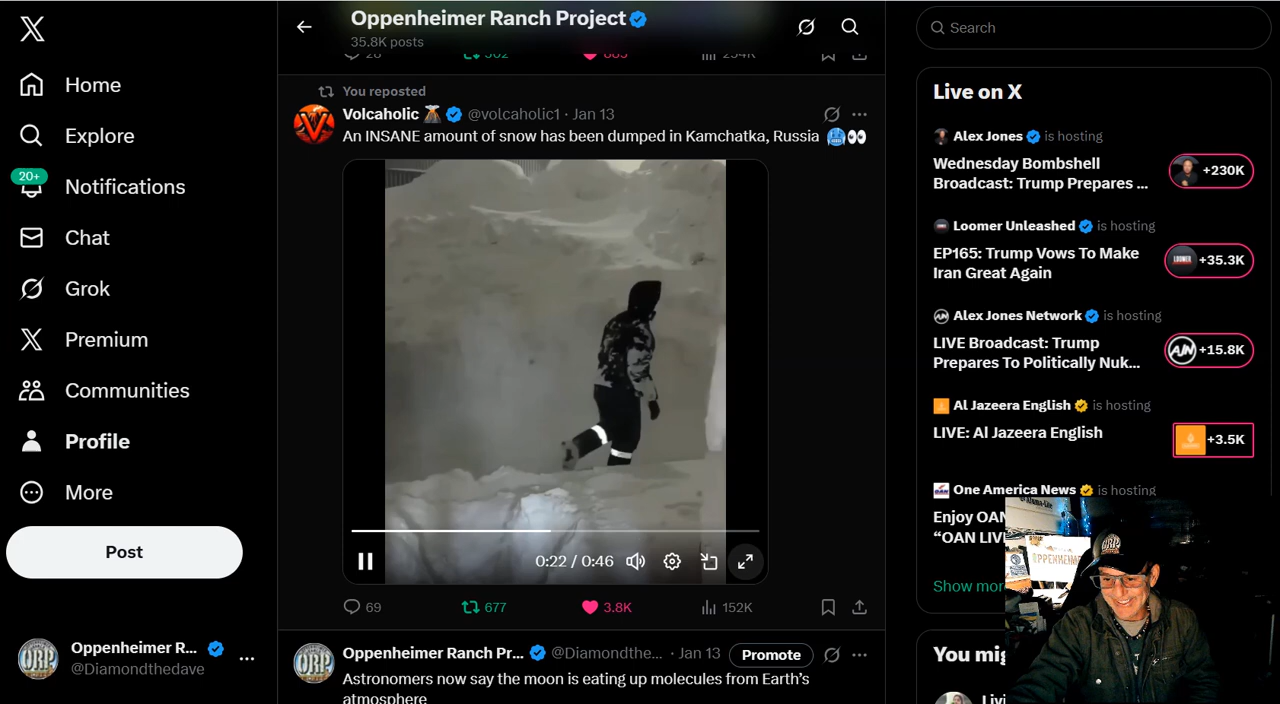 Oppenheimer Ranch Project
35.8K posts
Home
Explore
20+
Notifications
Chat
Grok
Premium
Communities
Profile
More
Post
Oppenheimer R...
@Diamondthedave
You reposted
Volcaholic @volcaholic1 · Jan 13
An INSANE amount of snow has been dumped in Kamchatka, Russia
0:22 / 0:46
69 677 3.8K 152K
Oppenheimer Ranch Pr... @Diamondthe... · Jan 13 Promote
Astronomers now say the moon is eating up molecules from Earth's
atmosphere
Search
Live on X
Alex Jones is hosting
Wednesday Bombshell
Broadcast: Trump Prepares ...
+230K
Loomer Unleashed is hosting
EP165: Trump Vows To Make
Iran Great Again
LOOMER
+35.3K
Alex Jones Network is hosting
LIVE Broadcast: Trump
Prepares To Politically Nuk...
AJN
+15.8K
Al Jazeera English is hosting
LIVE: Al Jazeera English
+3.5K
One America News is hosting
Enjoy OAN
"OAN LIV
Show mor
You mig
Livi
ORP